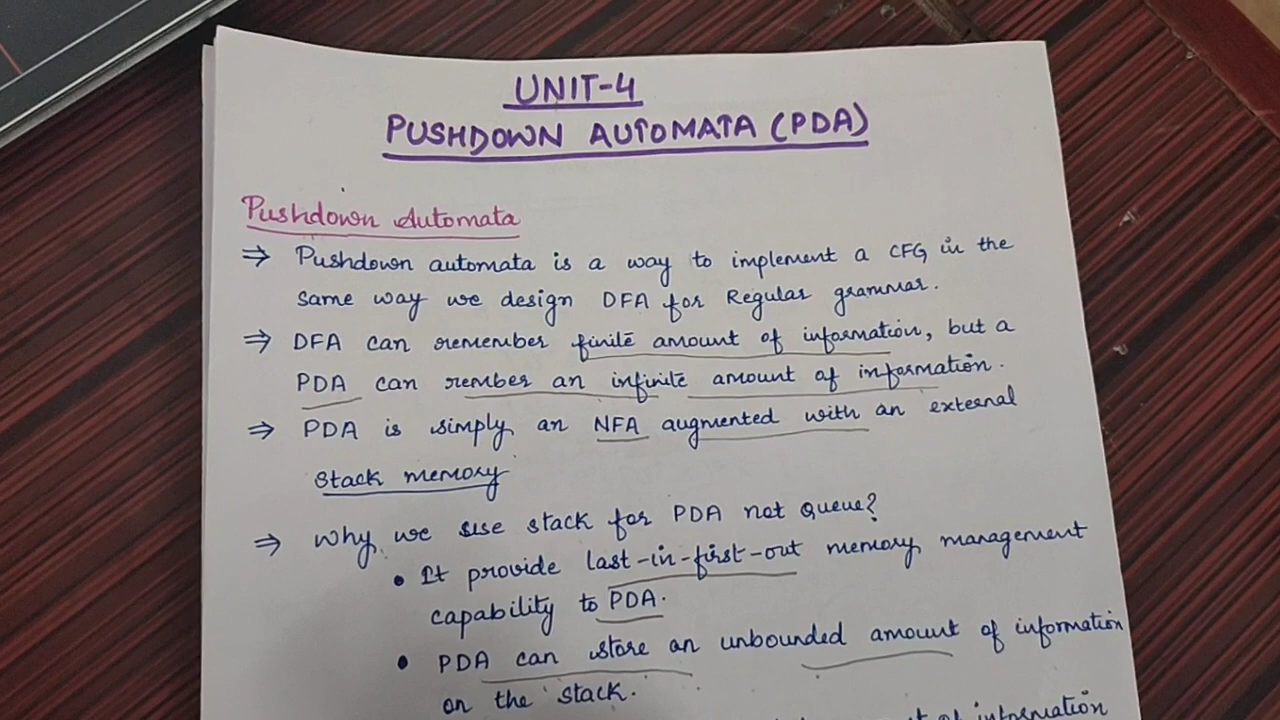 UNIT-4
PUSHDOWN AUTOMATA (PDA)
Pushdown Automata
⇒ Pushdown automata is a way to implement a CFG in the
same way we design DFA for Regular grammar.
⇒ DFA can remember finite amount of information, but a
PDA can rember an infinite amount of information.
⇒ PDA is simply an NFA augmented with an external
stack memory
⇒ Why we use stack for PDA not queue?
• It provide last-in-first-out memory management
capability to PDA.
• PDA can store an unbounded amount of information
on the stack.
of information